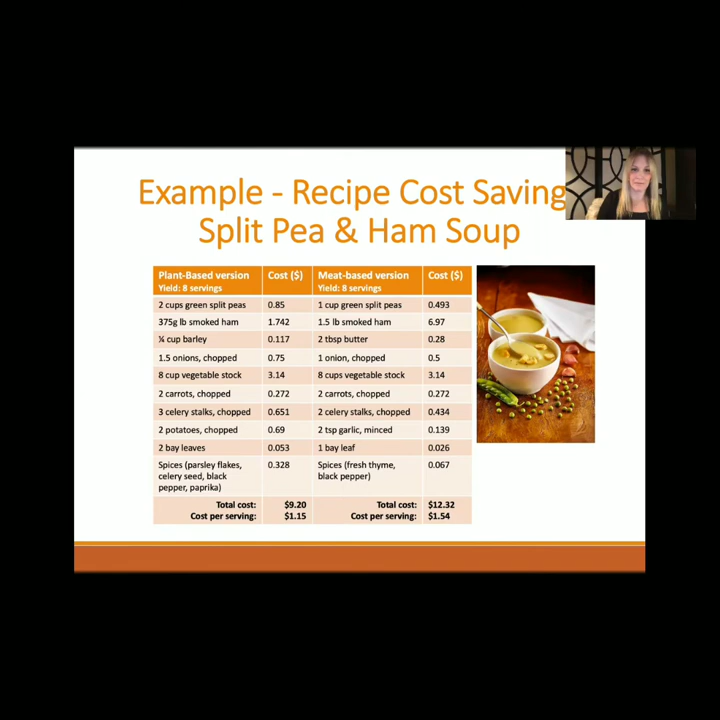 Example - Recipe Cost Saving
Split Pea & Ham Soup
Plant-Based version Cost ($) Meat-based version Cost ($)
Yield: 8 servings Yield: 8 servings
2 cups green split peas 0.85 1 cup green split peas 0.493
375g lb smoked ham 1.742 1.5 lb smoked ham 6.97
¼ cup barley 0.117 2 tbsp butter 0.28
1.5 onions, chopped 0.75 1 onion, chopped 0.5
8 cup vegetable stock 3.14 8 cups vegetable stock 3.14
2 carrots, chopped 0.272 2 carrots, chopped 0.272
3 celery stalks, chopped 0.651 2 celery stalks, chopped 0.434
2 potatoes, chopped 0.69 2 tsp garlic, minced 0.139
2 bay leaves 0.053 1 bay leaf 0.026
Spices (parsley flakes, 0.328 Spices (fresh thyme, 0.067
celery seed, black black pepper)
pepper, paprika)
Total cost: $9.20 Total cost: $12.32
Cost per serving: $1.15 Cost per serving: $1.54